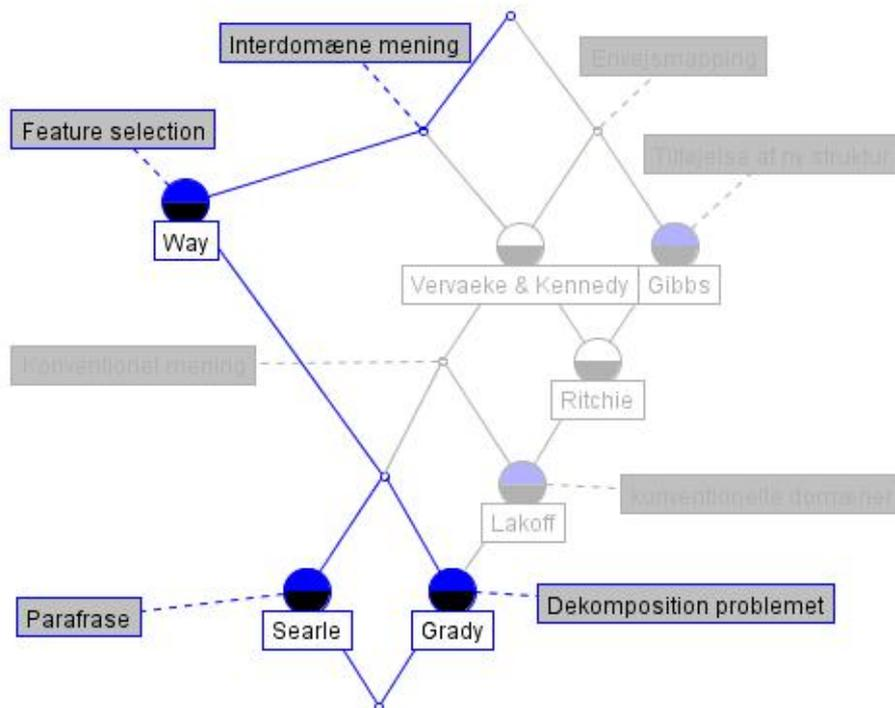 Interdomæne mening
Envejsmapping
Feature selection
Tilføjelse af ny struktur
Way
Vervaeke & Kennedy
Gibbs
Konventionel mening
Ritchie
konventionelle domæner
Lakoff
Parafrase
Dekomposition problemet
Searle
Grady